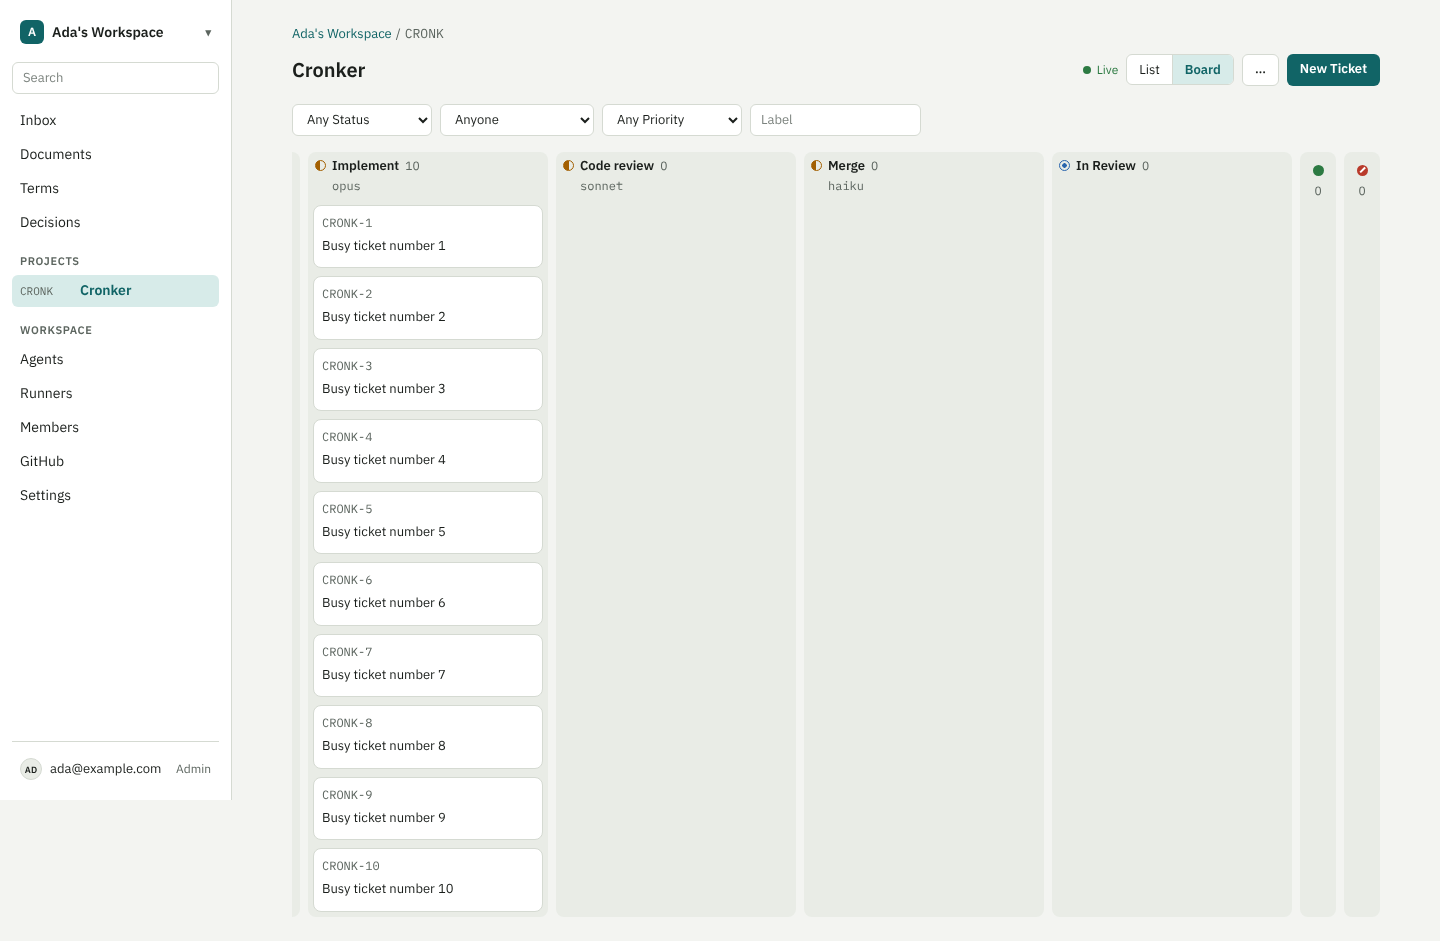 A Ada's Workspace ▾
Search
Inbox
Documents
Terms
Decisions
PROJECTS
CRONK Cronker
WORKSPACE
Agents
Runners
Members
GitHub
Settings
AD ada@example.com Admin
Ada's Workspace / CRONK
Cronker
Live List Board ... New Ticket
Any Status Anyone Any Priority Label
Implement 10
opus
CRONK-1
Busy ticket number 1
CRONK-2
Busy ticket number 2
CRONK-3
Busy ticket number 3
CRONK-4
Busy ticket number 4
CRONK-5
Busy ticket number 5
CRONK-6
Busy ticket number 6
CRONK-7
Busy ticket number 7
CRONK-8
Busy ticket number 8
CRONK-9
Busy ticket number 9
CRONK-10
Busy ticket number 10
Code review 0
sonnet
Merge 0
haiku
In Review 0
0
0